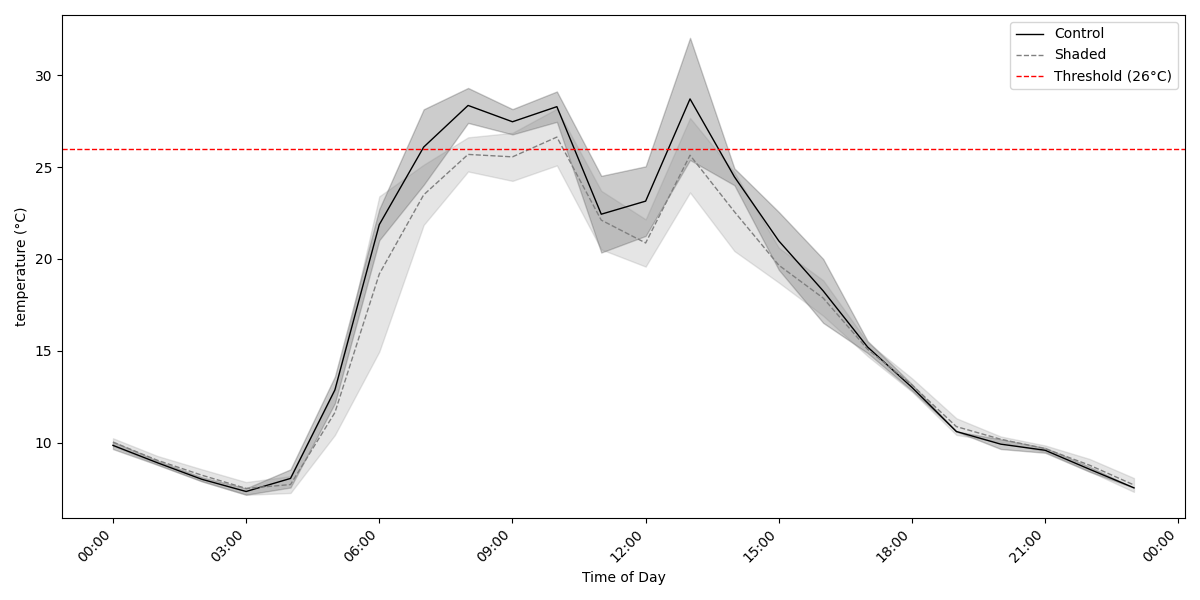 Control
Shaded
Threshold (26°C)
temperature (°C)
30
25
20
15
10
00:00 03:00 06:00 09:00 12:00 15:00 18:00 21:00 00:00
Time of Day